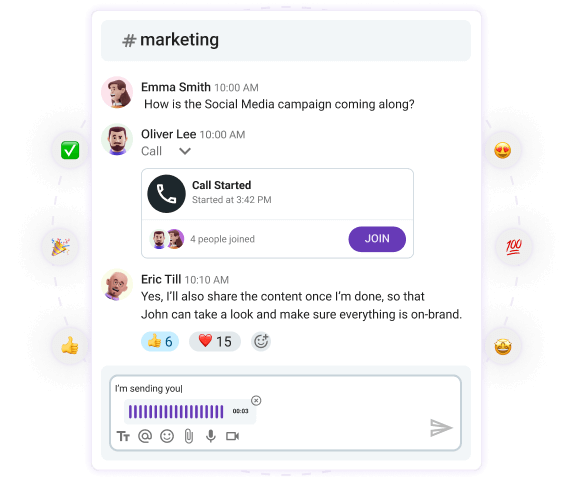 # marketing
Emma Smith 10:00 AM
How is the Social Media campaign coming along?
Oliver Lee 10:00 AM
Call
Call Started
Started at 3:42 PM
4 people joined
JOIN
Eric Till 10:10 AM
Yes, I'll also share the content once I'm done, so that
John can take a look and make sure everything is on-brand.
👍 6 ❤️ 15
I'm sending you
00:03
Tт @
💯